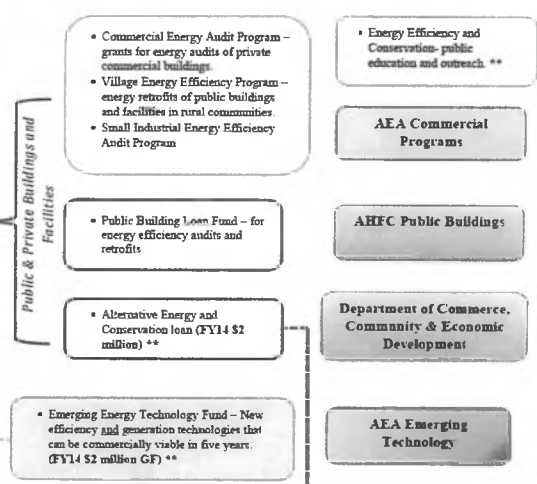 • Commercial Energy Audit Program –
grants for energy audits of private
commercial buildings.
• Village Energy Efficiency Program –
energy retrofits of public buildings
and facilities in rural communities.
• Small Industrial Energy Efficiency
Audit Program
• Energy Efficiency and
Conservation- public
education and outreach. **
AEA Commercial
Programs
Public & Private Buildings and
Facilities
• Public Building Loan Fund – for
energy efficiency audits and
retrofits
AHFC Public Buildings
• Alternative Energy and
Conservation loan (FY14 $2
million) **
Department of Commerce,
Community & Economic
Development
• Emerging Energy Technology Fund – New
efficiency and generation technologies that
can be commercially viable in five years.
(FY14 $2 million GF) **
AEA Emerging
Technology